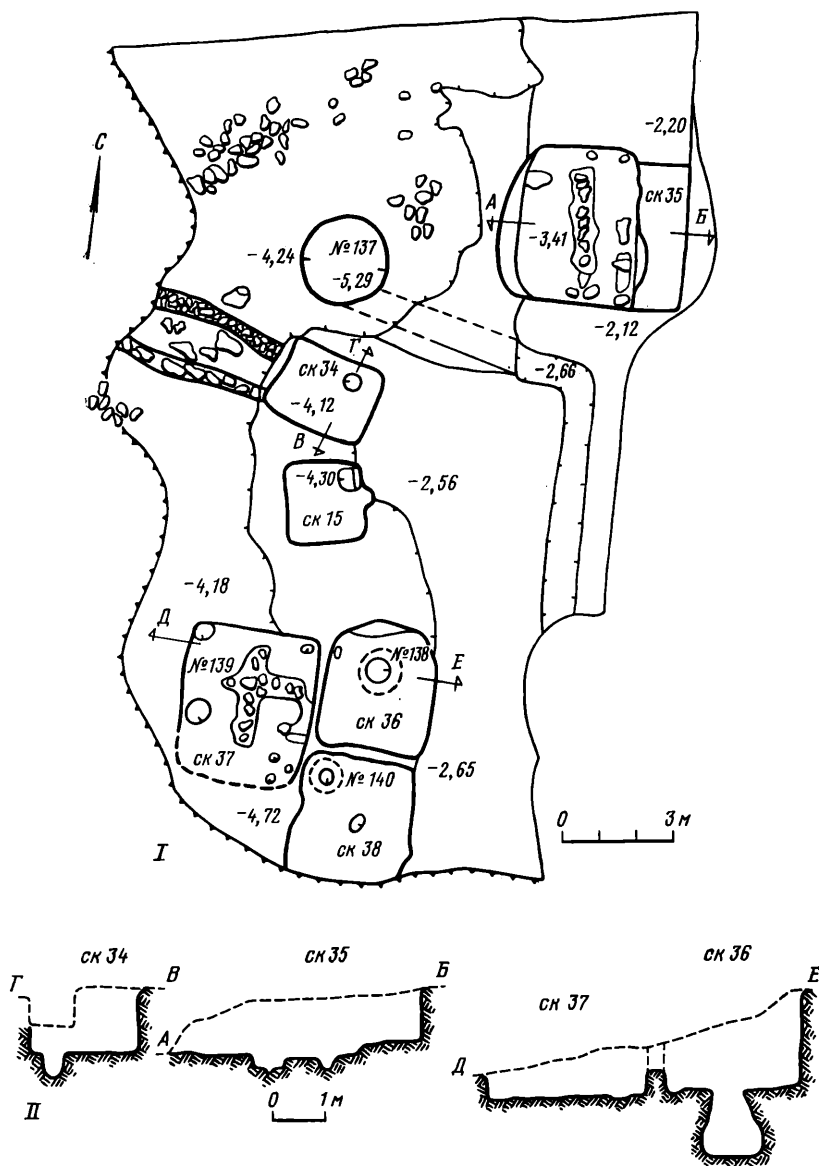 С
-2,20
ск 35
А
Б
-3,41
-4,24
№137
-5,29
-2,12
Г
ск 34
-2,66
-4,12
В
-4,30
-2,56
ск 15
-4,18
Д
№139
№138
Е
ск 36
ск 37
-2,65
№ 140
-4,72
0 3 м
I
ск 38
ск 34 ск 35 ск 36
Г В Б Е
ск 37
А
Д
II
0 1 м